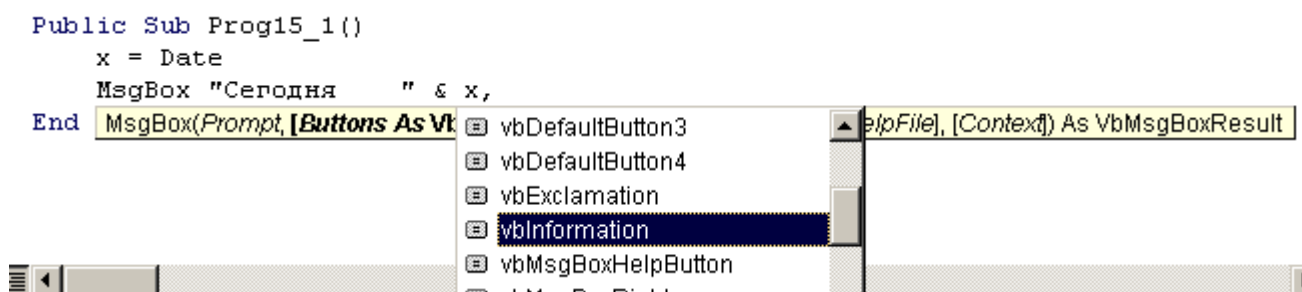 Public Sub Prog15_1()
x = Date
MsgBox "Сегодня    " & x,
End MsgBox(Prompt, [Buttons As Vb elpFile], [Context]) As VbMsgBoxResult
vbDefaultButton3
vbDefaultButton4
vbExclamation
vbInformation
vbMsgBoxHelpButton